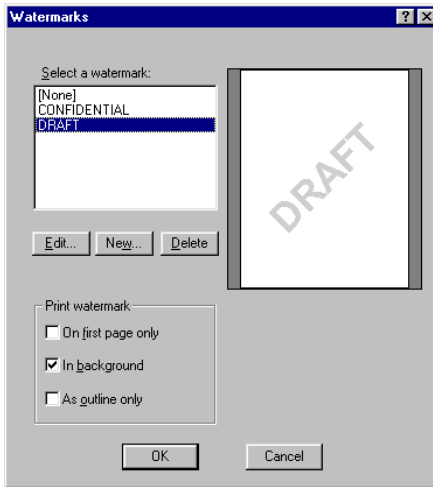 Watermarks
Select a watermark:
[None]
CONFIDENTIAL
DRAFT
DRAFT
Edit... New... Delete
Print watermark
On first page only
In background
As outline only
OK Cancel